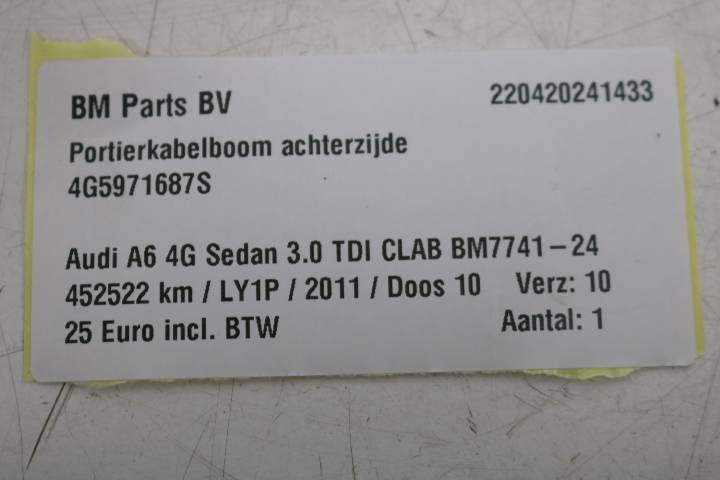 BM Parts BV 220420241433
Portierkabelboom achterzijde
4G5971687S
Audi A6 4G Sedan 3.0 TDI CLAB BM7741-24
452522 km / LY1P / 2011 / Doos 10 Verz: 10
25 Euro incl. BTW Aantal: 1